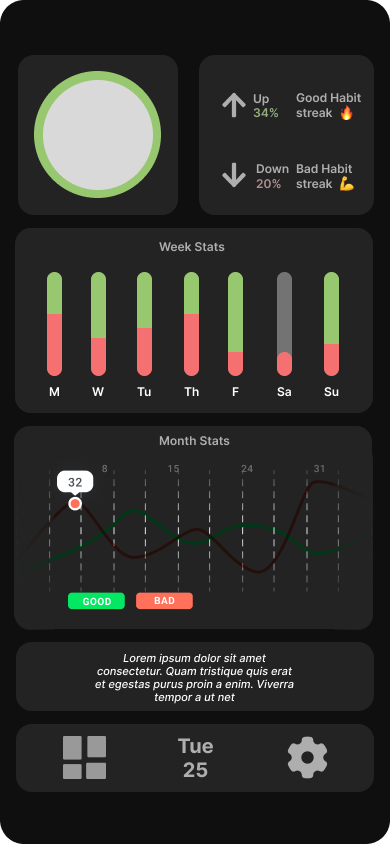 Up
34%
Good Habit
streak 🔥
Down
20%
Bad Habit
streak 💪
Week Stats
M W Tu Th F Sa Su
Month Stats
8 15 24 31
32
GOOD BAD
Lorem ipsum dolor sit amet
consectetur. Quam tristique quis erat
et egestas purus proin a enim. Viverra
tempor a ut net
Tue
25